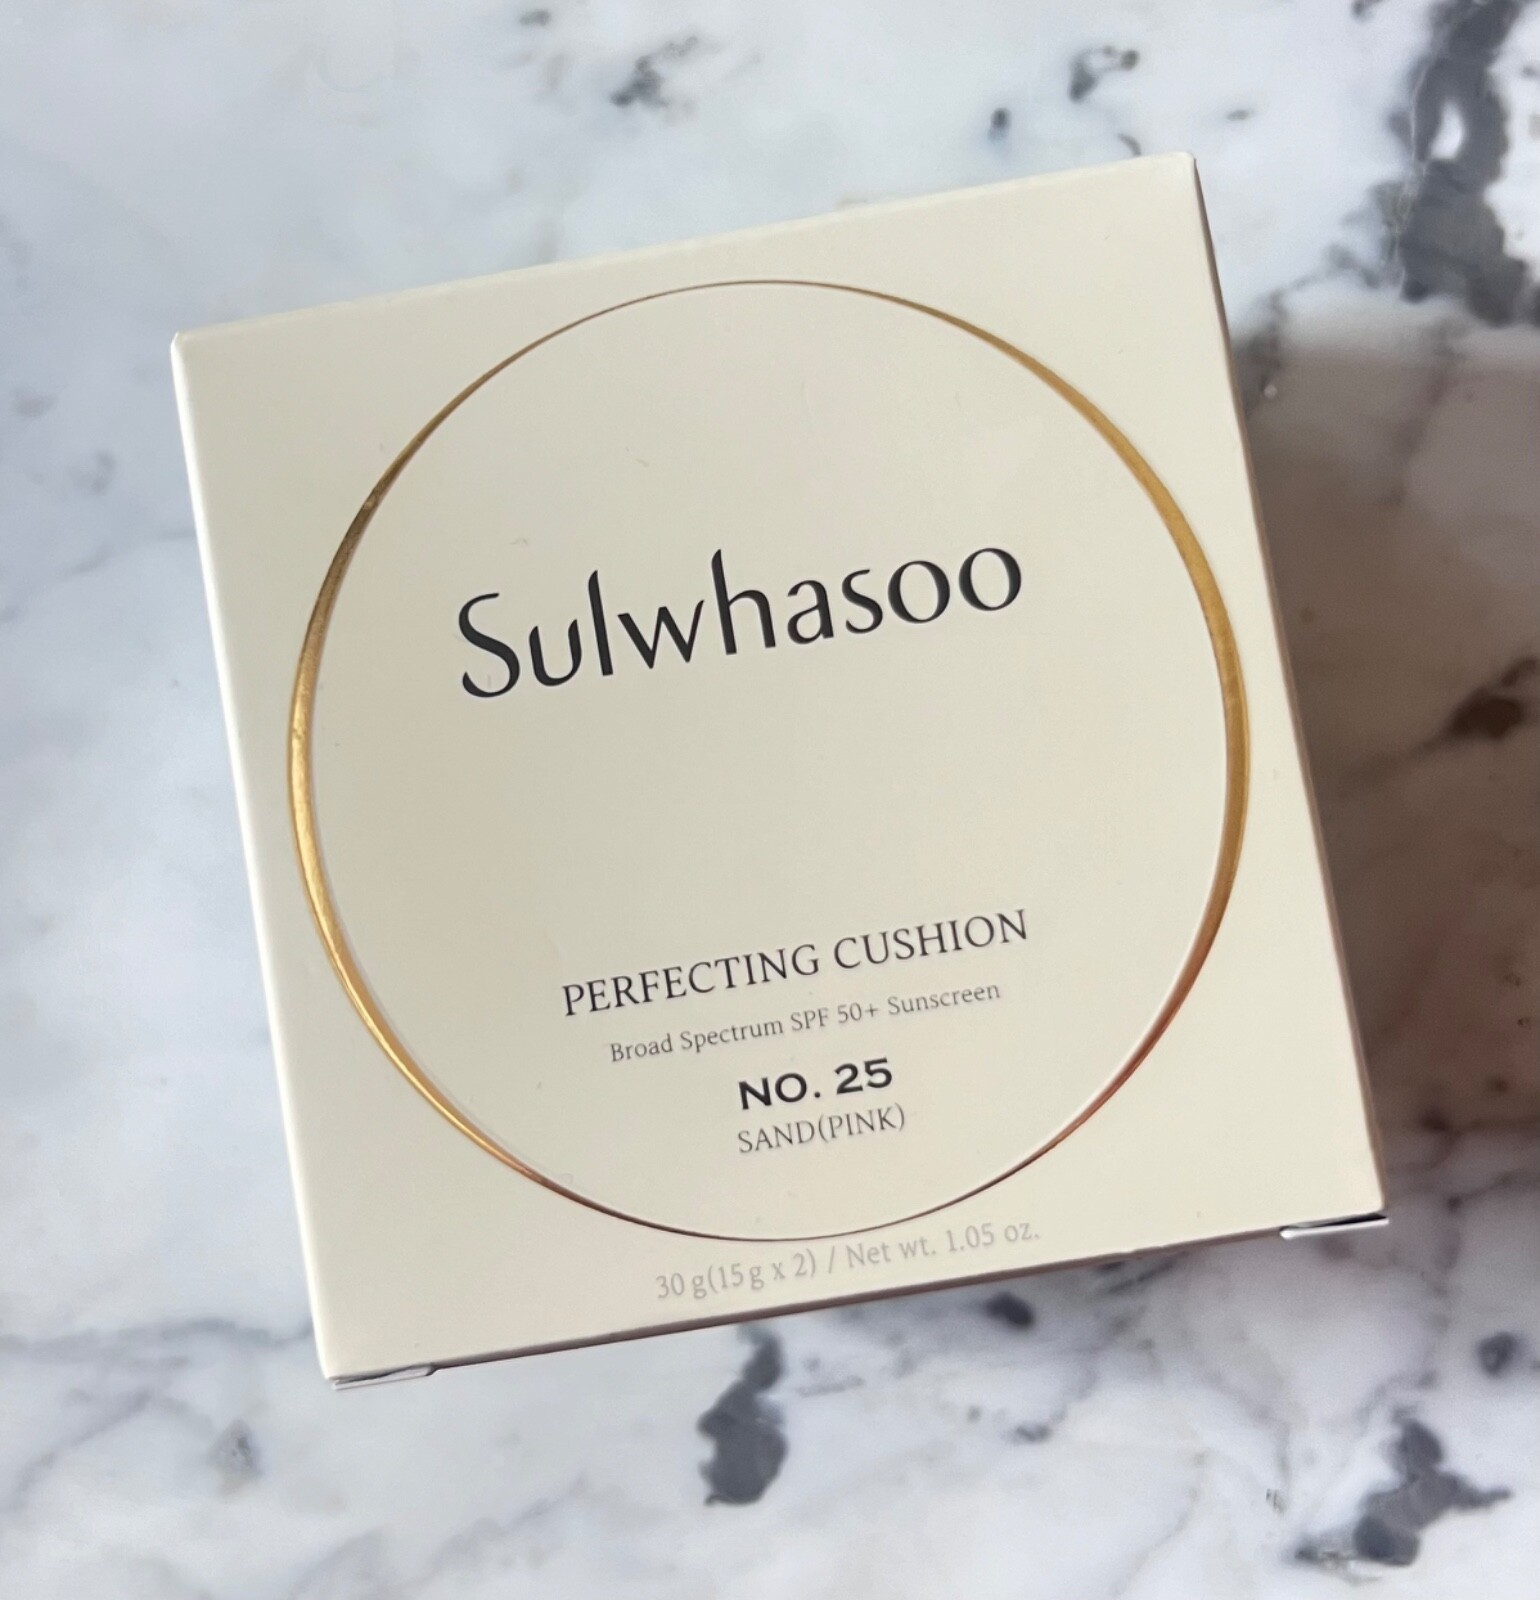 Sulwhasoo
PERFECTING CUSHION
Broad Spectrum SPF 50+ Sunscreen
NO. 25
SAND(PINK)
30 g(15 g x 2) / Net wt. 1.05 oz.